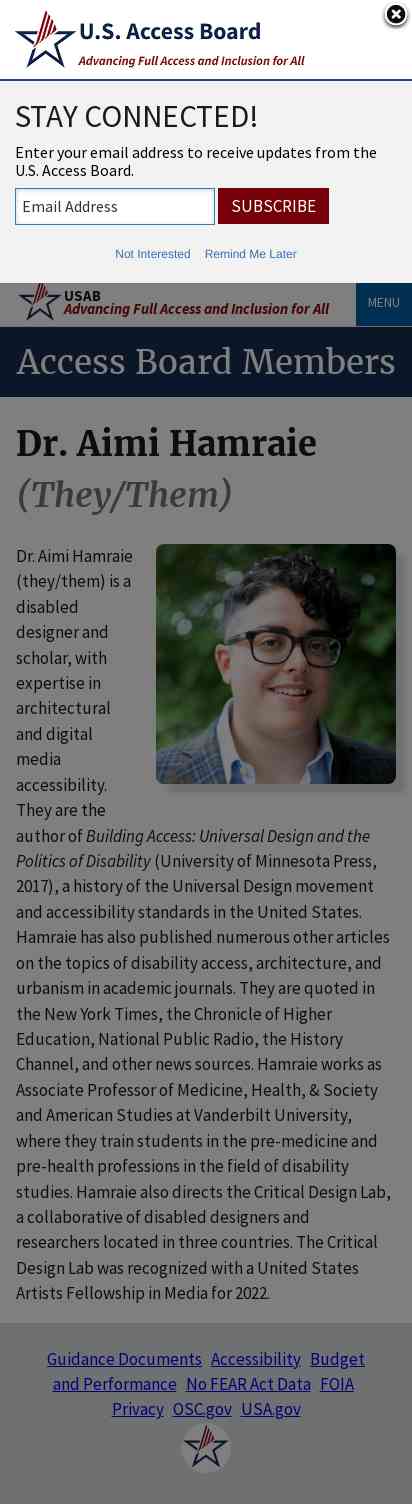 U.S. Access Board
Advancing Full Access and Inclusion for All
STAY CONNECTED!
Enter your email address to receive updates from the
U.S. Access Board.
Email Address
SUBSCRIBE
Not Interested Remind Me Later
USAB
Advancing Full Access and Inclusion for All
MENU
Access Board Members
Dr. Aimi Hamraie
(They/Them)
Dr. Aimi Hamraie
(they/them) is a
disabled
designer and
scholar, with
expertise in
architectural
and digital
media
accessibility.
They are the
author of Building Access: Universal Design and the
Politics of Disability (University of Minnesota Press,
2017), a history of the Universal Design movement
and accessibility standards in the United States.
Hamraie has also published numerous other articles
on the topics of disability access, architecture, and
urbanism in academic journals. They are quoted in
the New York Times, the Chronicle of Higher
Education, National Public Radio, the History
Channel, and other news sources. Hamraie works as
Associate Professor of Medicine, Health, & Society
and American Studies at Vanderbilt University,
where they train students in the pre-medicine and
pre-health professions in the field of disability
studies. Hamraie also directs the Critical Design Lab,
a collaborative of disabled designers and
researchers located in three countries. The Critical
Design Lab was recognized with a United States
Artists Fellowship in Media for 2022.
Guidance Documents Accessibility Budget
and Performance No FEAR Act Data FOIA
Privacy OSC.gov USA.gov